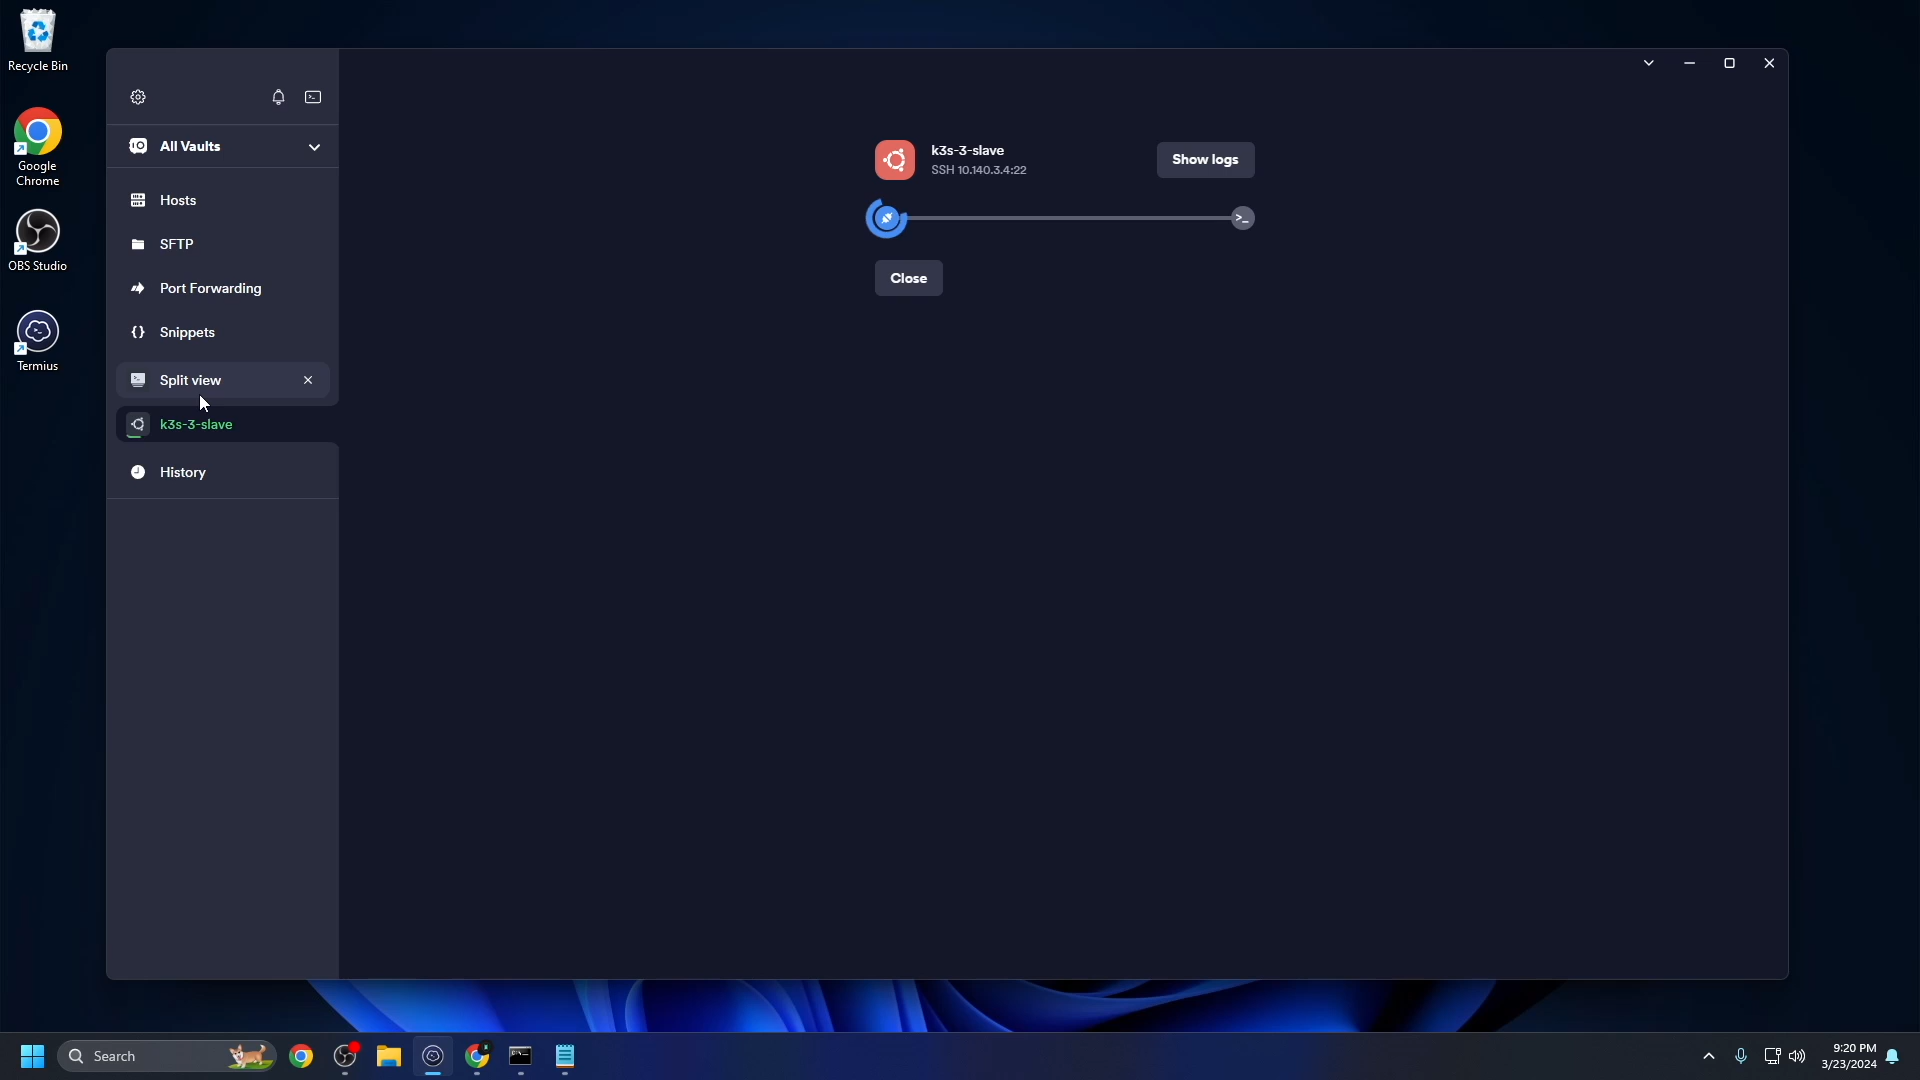 Recycle Bin
Google
Chrome
OBS Studio
Termius
All Vaults
Hosts
SFTP
Port Forwarding
Snippets
Split view
k3s-3-slave
History
k3s-3-slave
SSH 10.140.3.4:22
Show logs
Close
Search
9:20 PM
3/23/2024